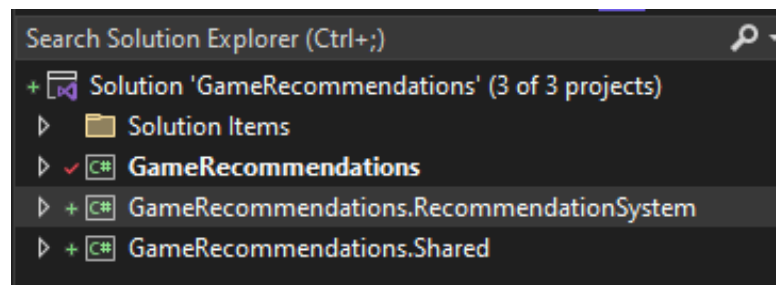 Search Solution Explorer (Ctrl+;)
Solution 'GameRecommendations' (3 of 3 projects)
Solution Items
C# GameRecommendations
C# GameRecommendations.RecommendationSystem
C# GameRecommendations.Shared